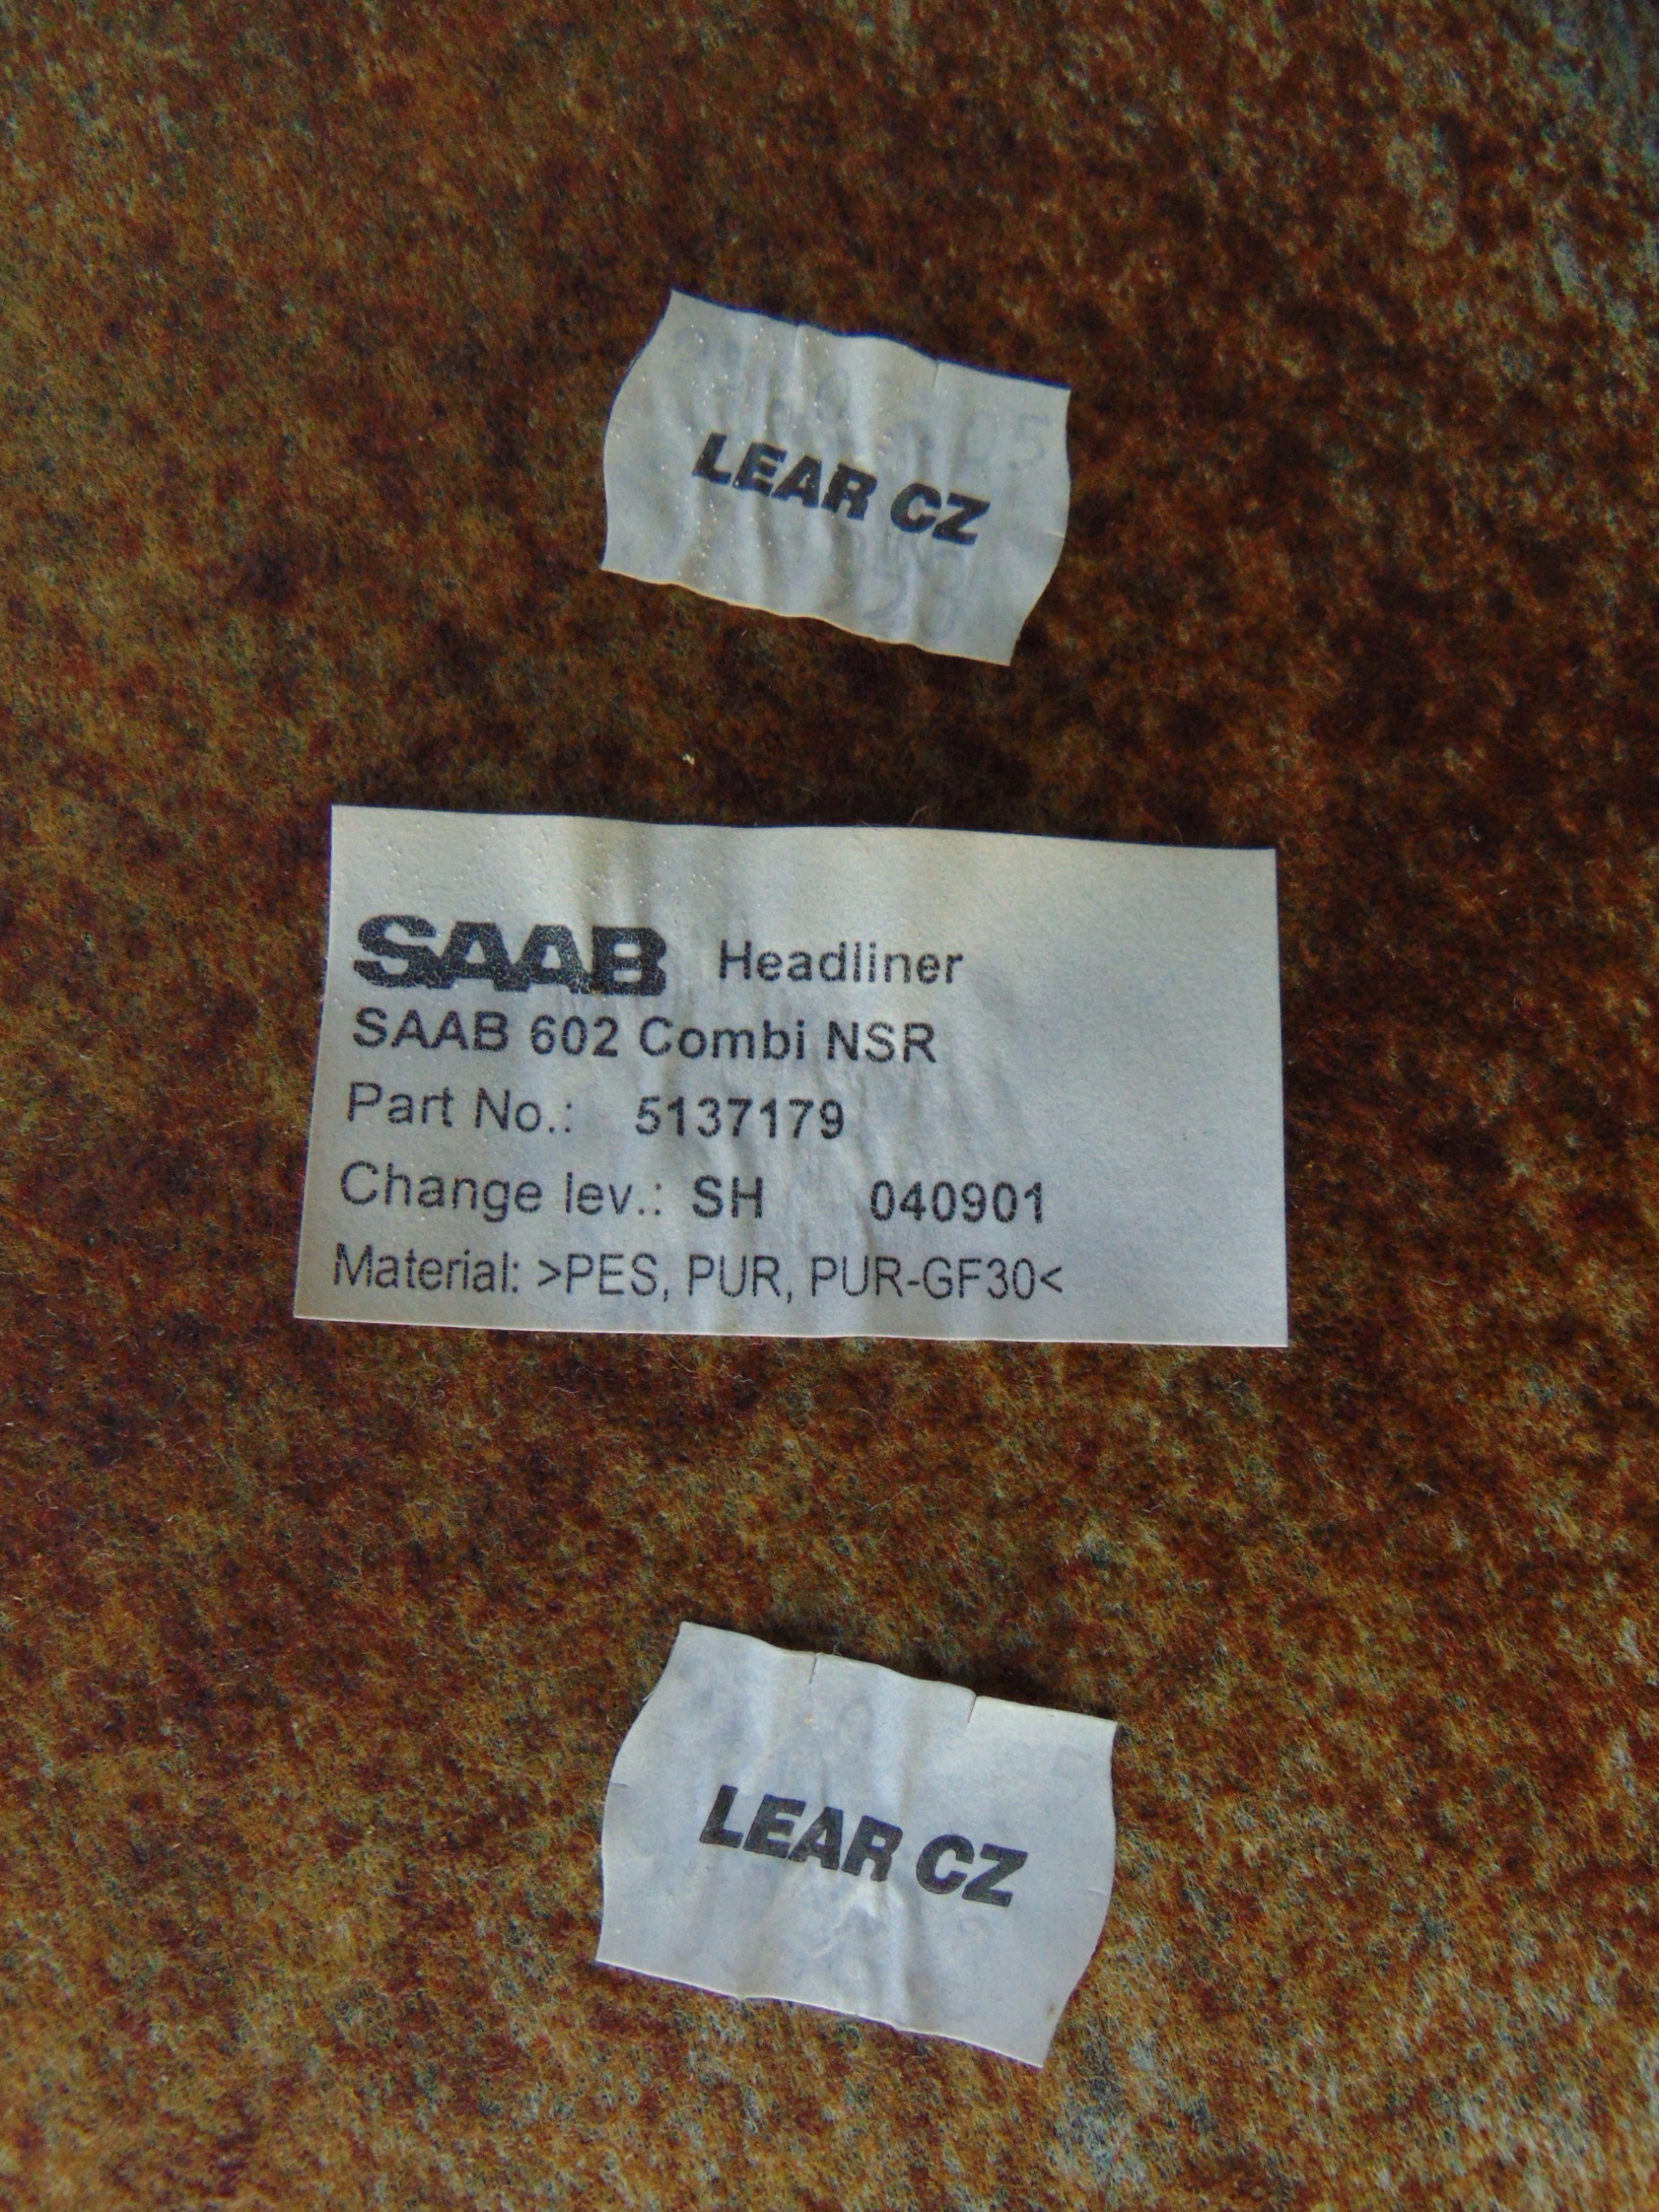 LEAR CZ
SAAB Headliner
SAAB 602 Combi NSR
Part No.: 5137179
Change lev.: SH 040901
Material: >PES, PUR, PUR-GF30<
LEAR CZ